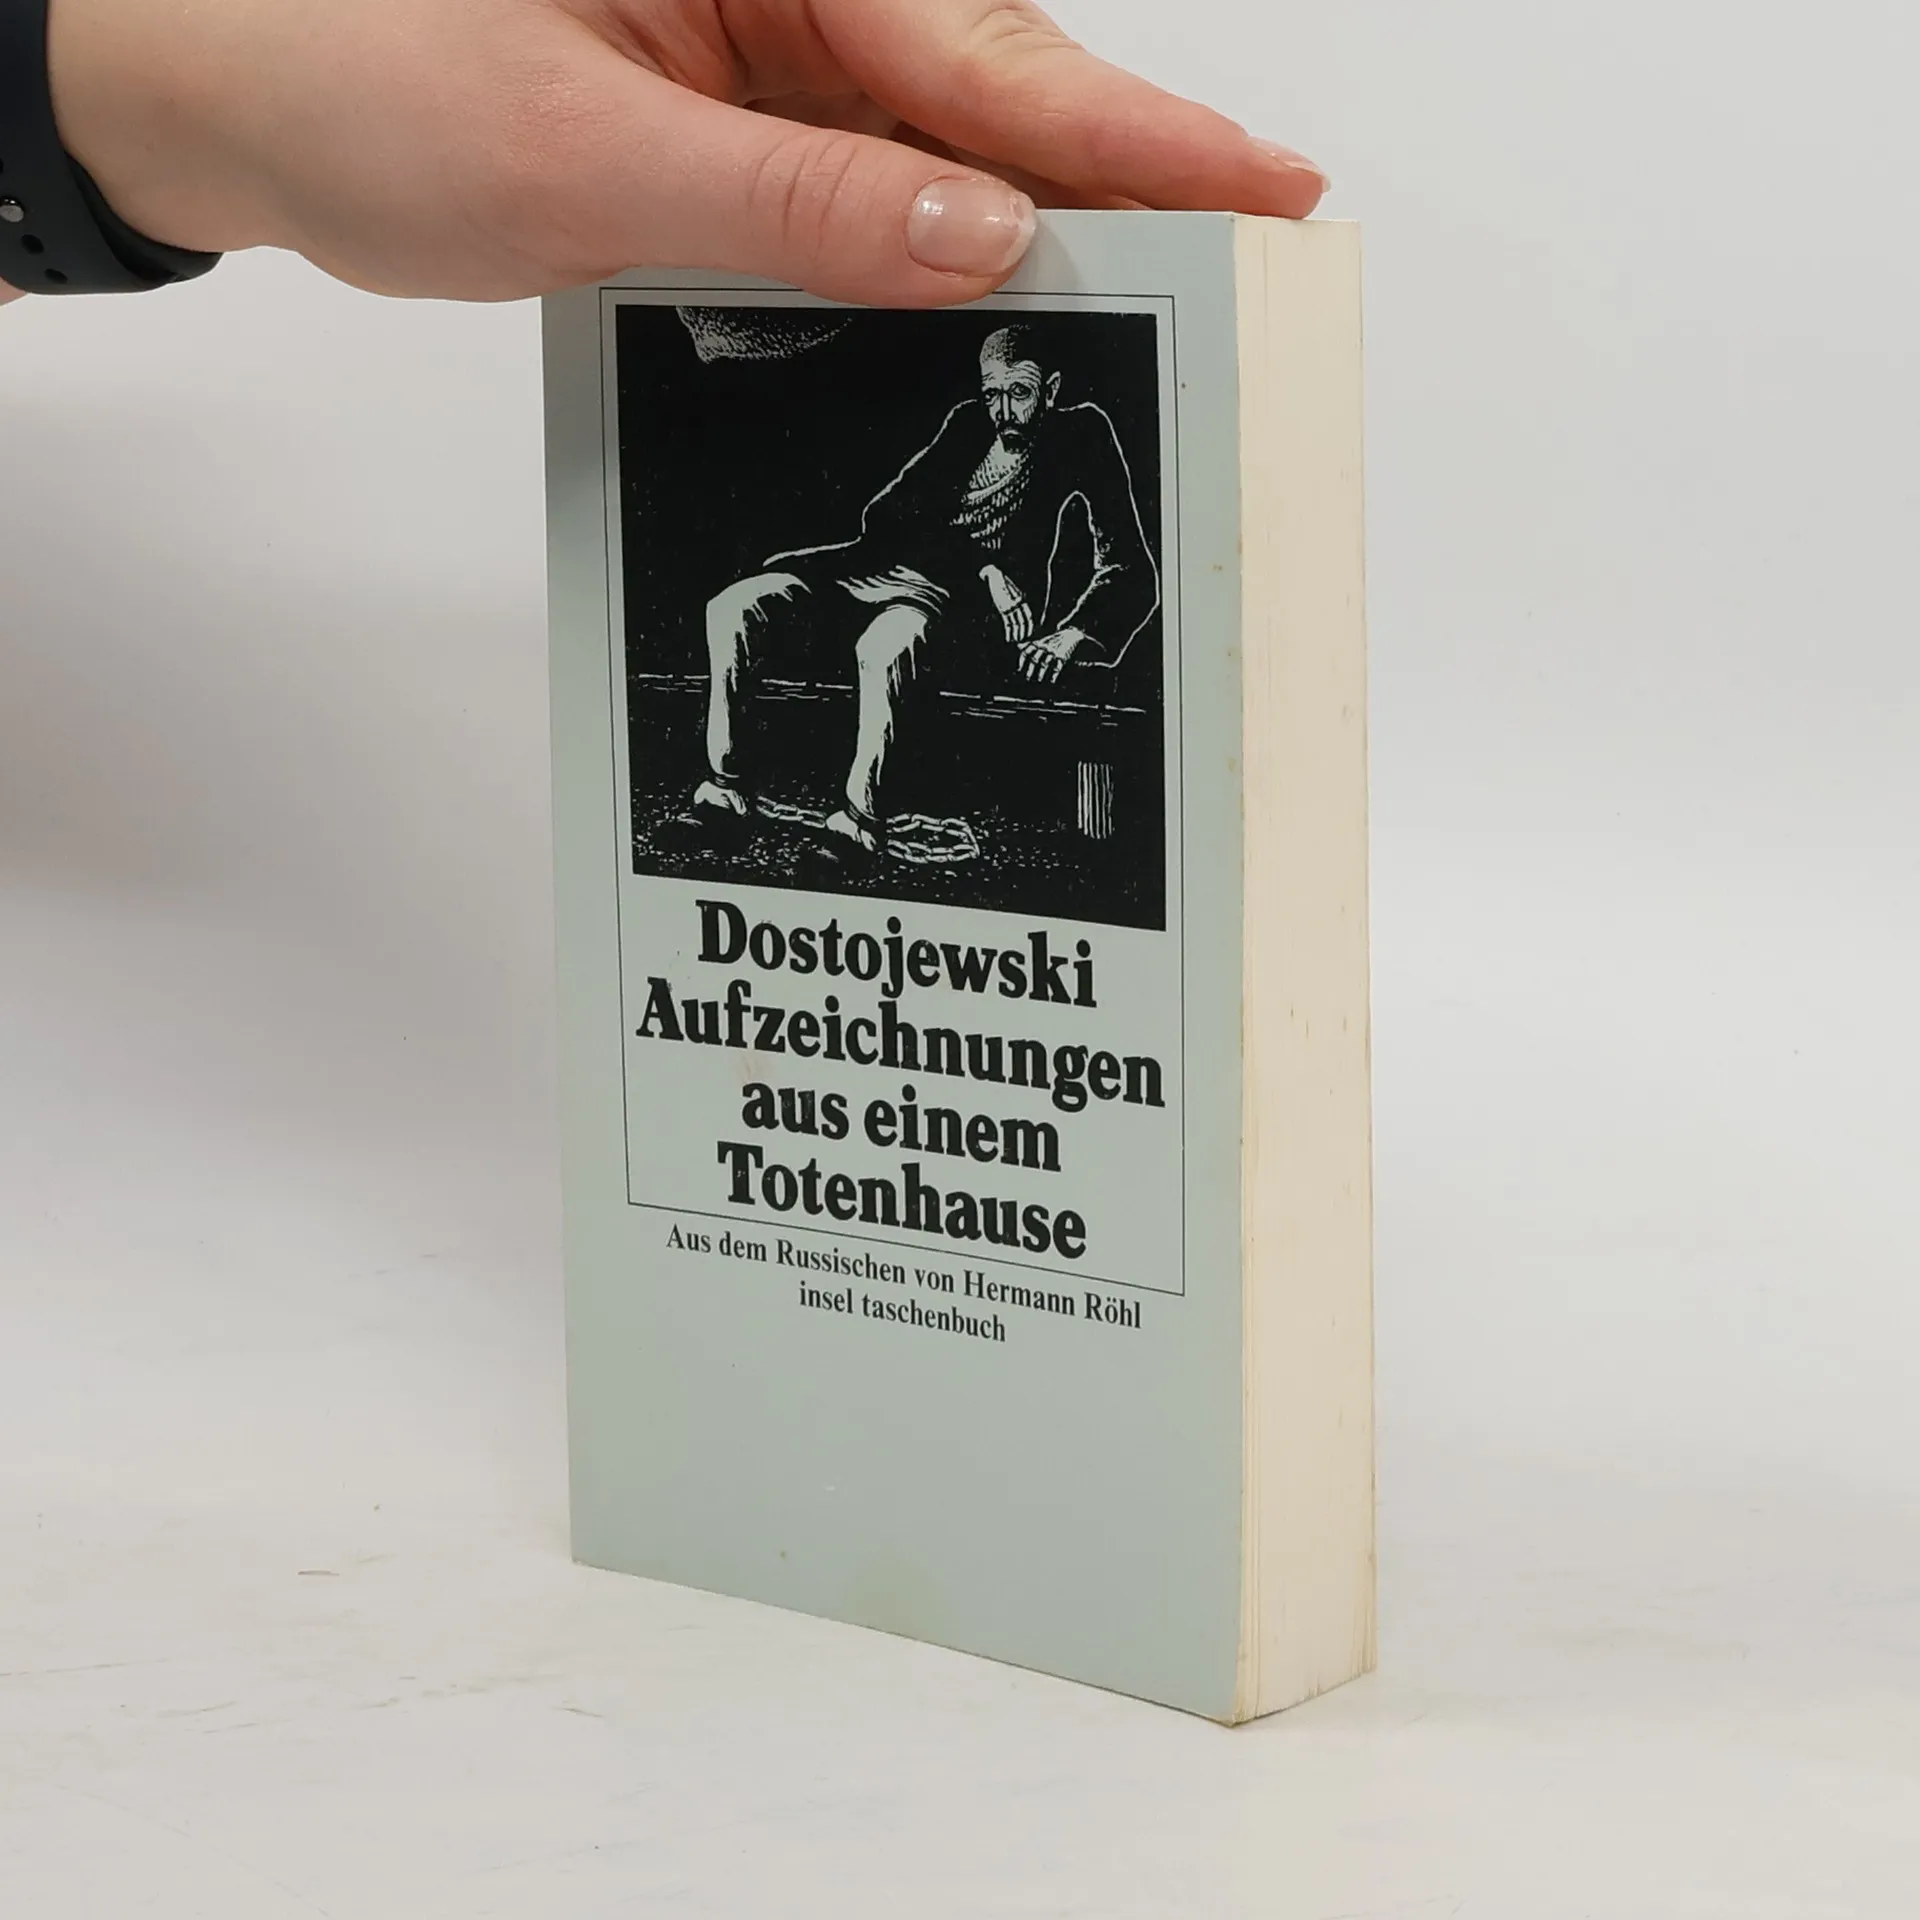 Dostojewski
Aufzeichnungen
aus einem
Totenhause
Aus dem Russischen von Hermann Röhl
insel taschenbuch